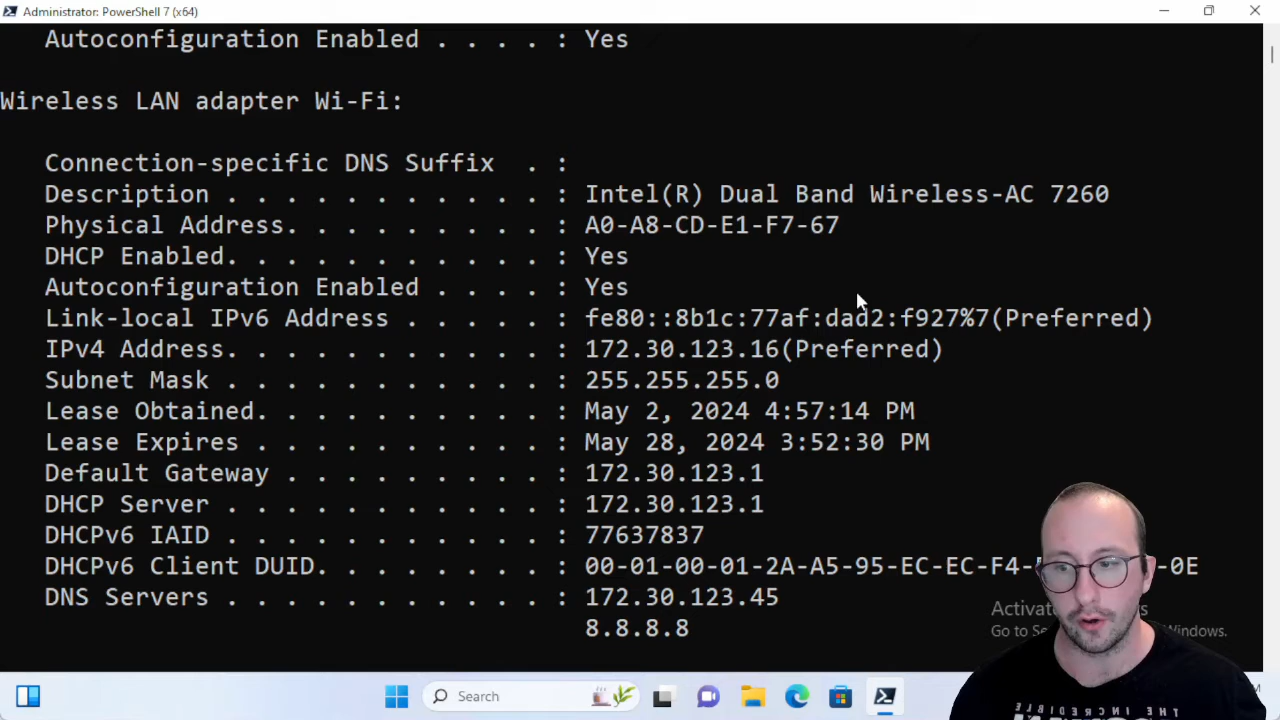 Administrator: PowerShell 7 (x64)
Autoconfiguration Enabled . . . . : Yes
Wireless LAN adapter Wi-Fi:
Connection-specific DNS Suffix . :
Description . . . . . . . . . . . : Intel(R) Dual Band Wireless-AC 7260
Physical Address. . . . . . . . . : A0-A8-CD-E1-F7-67
DHCP Enabled. . . . . . . . . . . : Yes
Autoconfiguration Enabled . . . . : Yes
Link-local IPv6 Address . . . . . : fe80::8b1c:77af:dad2:f927%7(Preferred)
IPv4 Address. . . . . . . . . . . : 172.30.123.16(Preferred)
Subnet Mask . . . . . . . . . . . : 255.255.255.0
Lease Obtained. . . . . . . . . . : May 2, 2024 4:57:14 PM
Lease Expires . . . . . . . . . . : May 28, 2024 3:52:30 PM
Default Gateway . . . . . . . . . : 172.30.123.1
DHCP Server . . . . . . . . . . . : 172.30.123.1
DHCPv6 IAID . . . . . . . . . . . : 77637837
DHCPv6 Client DUID. . . . . . . . : 00-01-00-01-2A-A5-95-EC-EC-F4- -0E
DNS Servers . . . . . . . . . . . : 172.30.123.45
8.8.8.8
Go to Windows.
Search
THE INCREDIBLE